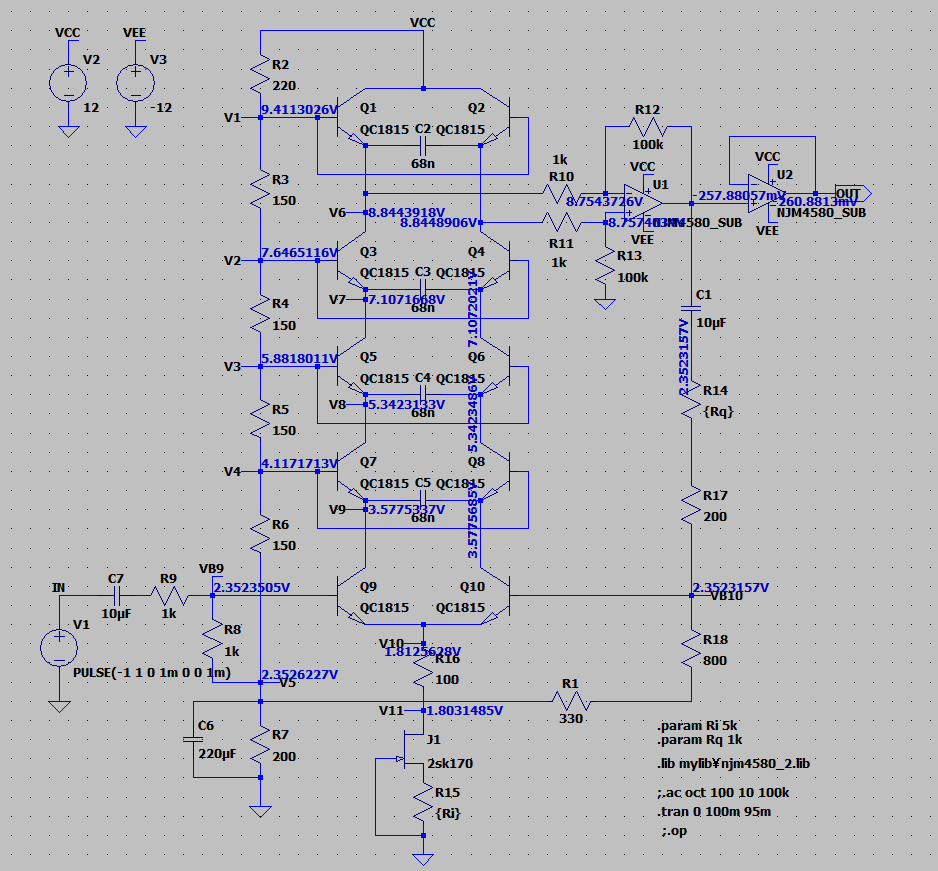 VCC
VCC
VEE
V2
V3
12
-12
R2
220
V1
9.4113026V
Q1
Q2
QC1815
C2
QC1815
68n
R12
100k
1k
R10
VCC
U1
VCC
U2
R3
150
8.7543726V
-257.88057mV
OUT
-260.8813mV
NJM4580_SUB
V6
8.8443918V
8.8448906V
NJM4580_SUB
VEE
VEE
R11
1k
R13
100k
V2
7.6465116V
Q3
Q4
QC1815
C3
QC1815
68n
V7
7.1071668V
7.1072021V
R4
150
C1
10µF
2.3523157V
V3
5.8818011V
Q5
Q6
QC1815
C4
QC1815
68n
V8
5.3423133V
5.3423486V
R14
{Rq}
R5
150
V4
4.1171713V
Q7
Q8
QC1815
C5
QC1815
68n
V9
3.5775337V
3.5775685V
R17
200
R6
150
VB9
2.3523505V
IN
C7
10µF
R9
1k
Q9
Q10
QC1815
QC1815
2.3523157V
VB10
V1
PULSE(-1 1 0 1m 0 0 1m)
R8
1k
V10
1.8125628V
R16
100
R18
800
2.3526227V
V5
R1
330
V11
1.8031485V
C6
220µF
R7
200
J1
2sk170
R15
{Ri}
.param Ri 5k
.param Rq 1k
.lib mylib¥njm4580_2.lib
;.ac oct 100 10 100k
.tran 0 100m 95m
;.op